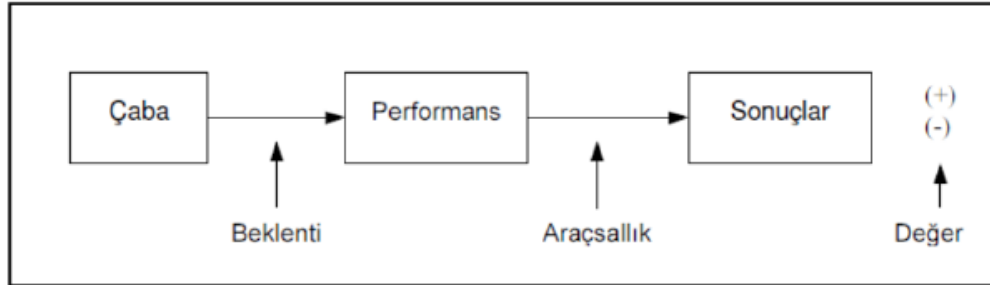 Çaba
Performans
Sonuçlar
(+)
(-)
Beklenti
Araçsallık
Değer